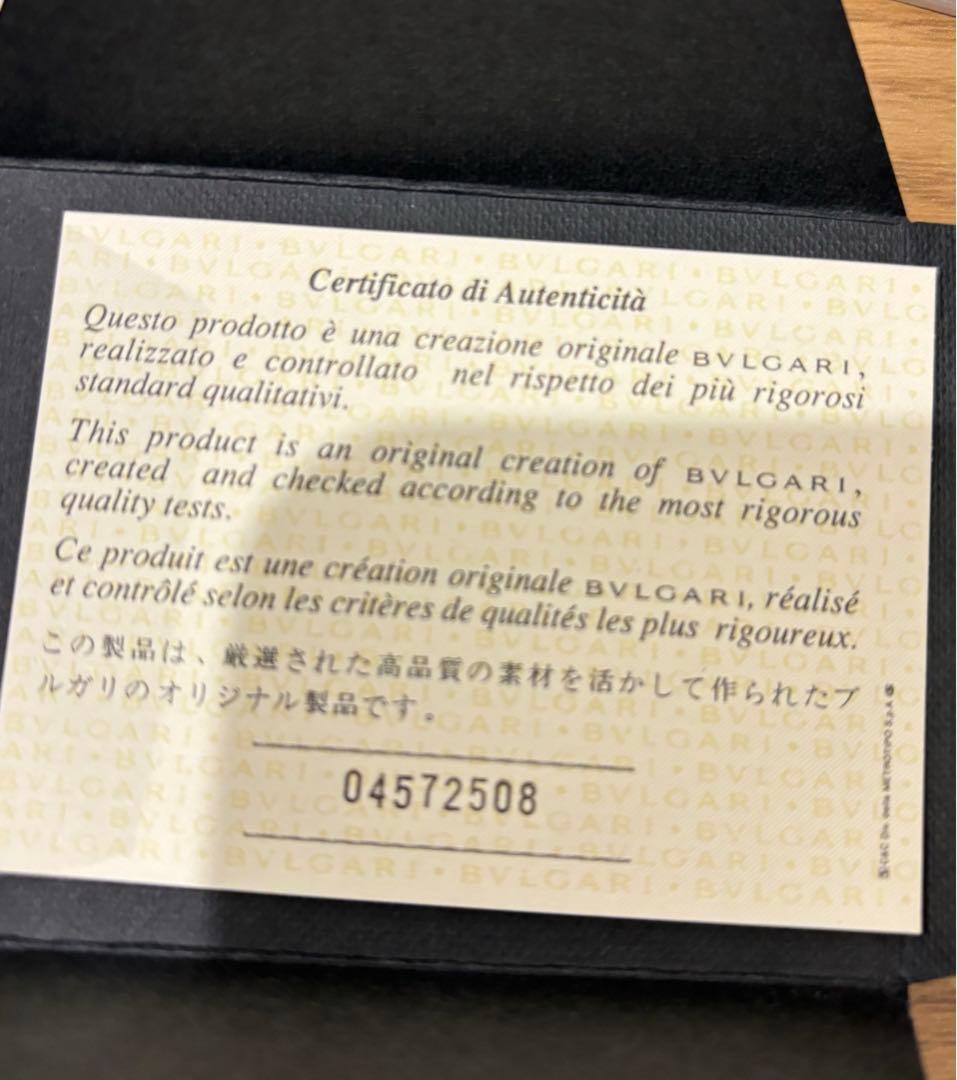 Certificato di Autenticità
Questo prodotto è una creazione originale BVLGARI,
realizzato e controllato nel rispetto dei più rigorosi
standard qualitativi.
This product is an original creation of BVLGARI,
created and checked according to the most rigorous
quality tests.
Ce produit est une création originale BVLGARI, réalisé
et contrôlé selon les critères de qualités les plus rigoureux.
この製品は、厳選された高品質の素材を活かして作られたブ
ルガリのオリジナル製品です。
04572508
C&C Div. della METROTIPO S.p.A.